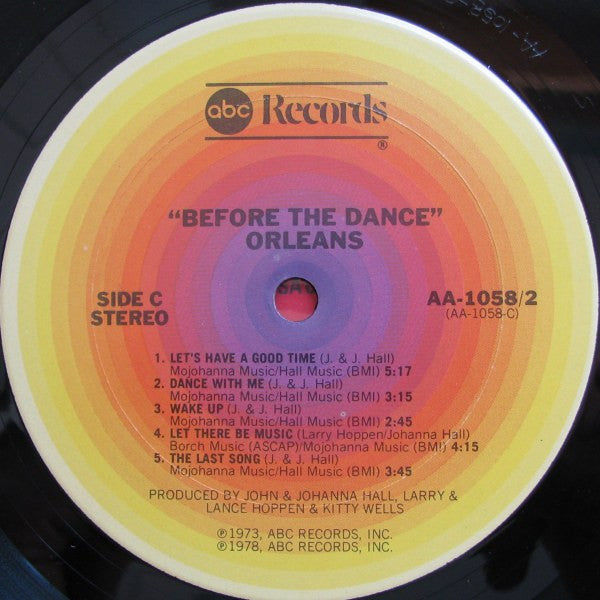 AA-1058-
abc Records
®
"BEFORE THE DANCE"
ORLEANS
SIDE C
STEREO
AA-1058/2
(AA-1058-C)
1. LET'S HAVE A GOOD TIME (J. & J. Hall)
Mojohanna Music/Hall Music (BMI) 5:17
2. DANCE WITH ME (J. & J. Hall)
Mojohanna Music/Hall Music (BMI) 3:15
3. WAKE UP (J. & J. Hall)
Mojohanna Music/Hall Music (BMI) 2:45
4. LET THERE BE MUSIC (Larry Hoppen/Johanna Hall)
Borch Music (ASCAP)/Mojohanna Music (BMI) 4:15
5. THE LAST SONG (J. & J. Hall)
Mojohanna Music/Hall Music (BMI) 3:45
PRODUCED BY JOHN & JOHANNA HALL, LARRY &
LANCE HOPPEN & KITTY WELLS
℗1973, ABC RECORDS, INC.
℗1978, ABC RECORDS, INC.